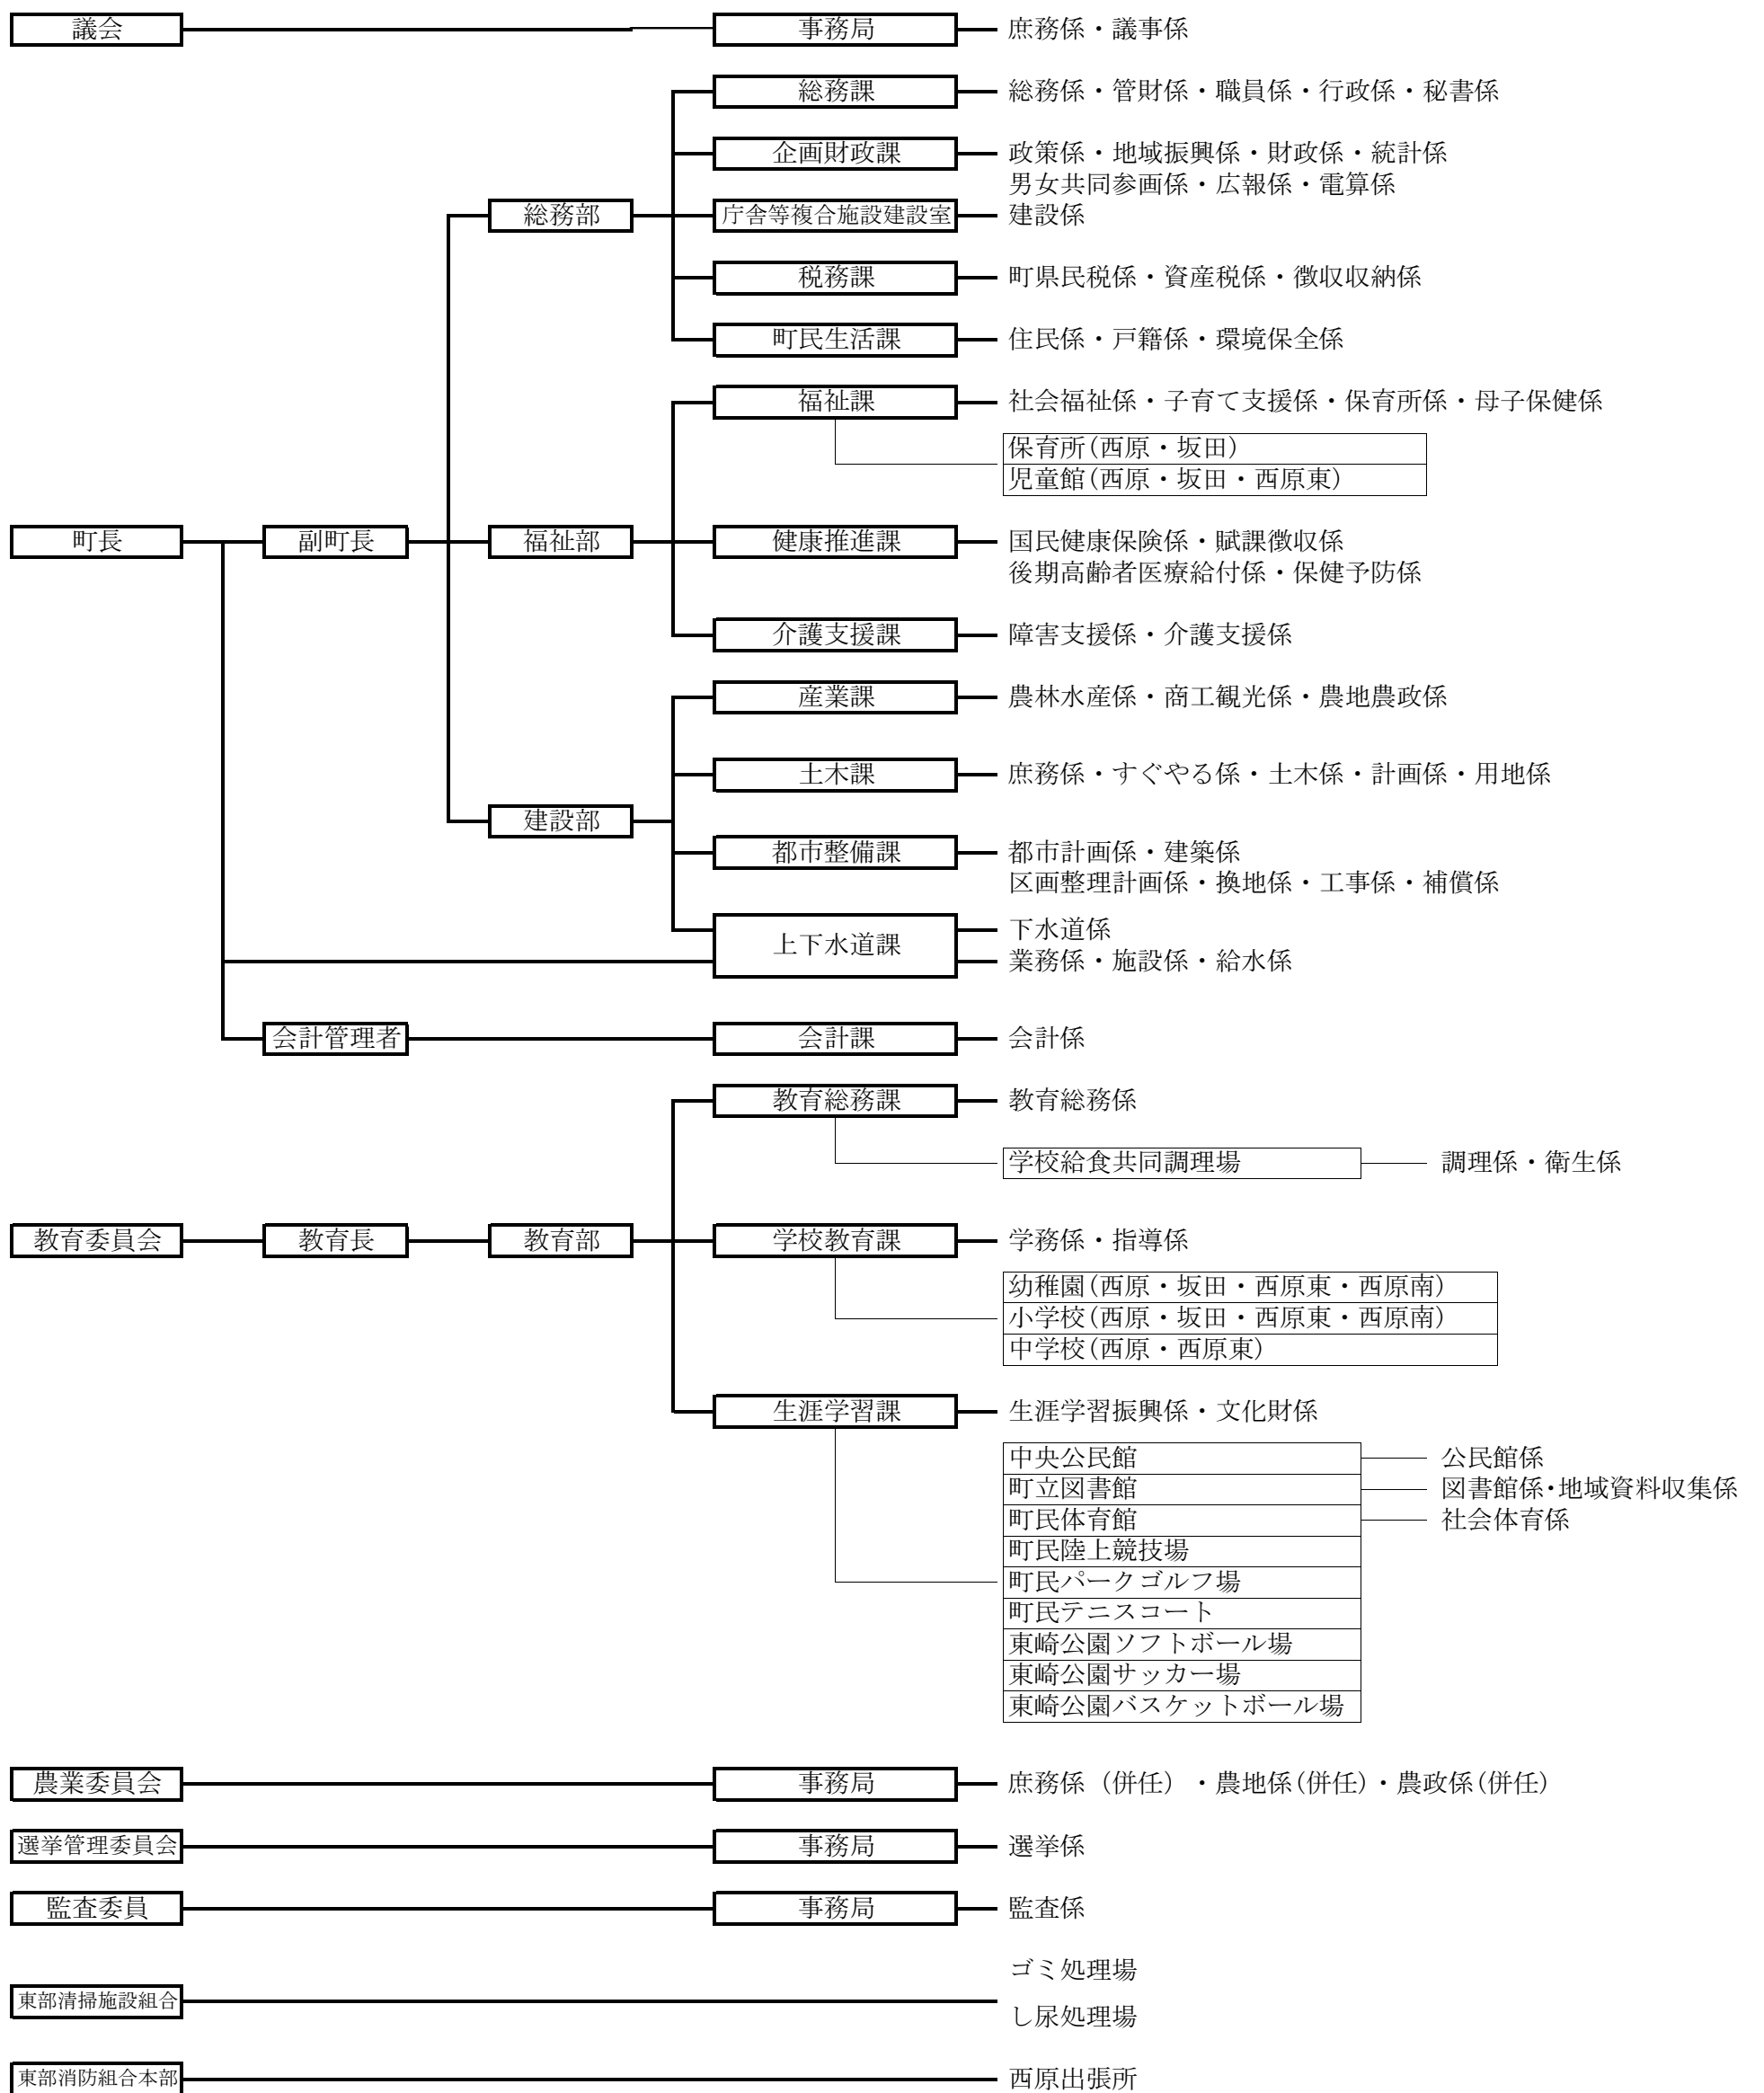 議会　事務局　庶務係・議事係
総務課　総務係・管財係・職員係・行政係・秘書係
企画財政課　政策係・地域振興係・財政係・統計係
男女共同参画係・広報係・電算係
総務部　庁舎等複合施設建設室　建設係
税務課　町県民税係・資産税係・徴収収納係
町民生活課　住民係・戸籍係・環境保全係
福祉課　社会福祉係・子育て支援係・保育所係・母子保健係
保育所(西原・坂田)
児童館(西原・坂田・西原東)
町長　副町長　福祉部　健康推進課　国民健康保険係・賦課徴収係
後期高齢者医療給付係・保健予防係
介護支援課　障害支援係・介護支援係
産業課　農林水産係・商工観光係・農地農政係
土木課　庶務係・すぐやる係・土木係・計画係・用地係
建設部
都市整備課　都市計画係・建築係
区画整理計画係・換地係・工事係・補償係
下水道係
上下水道課
業務係・施設係・給水係
会計管理者　会計課　会計係
教育総務課　教育総務係
学校給食共同調理場　調理係・衛生係
教育委員会　教育長　教育部　学校教育課　学務係・指導係
幼稚園(西原・坂田・西原東・西原南)
小学校(西原・坂田・西原東・西原南)
中学校(西原・西原東)
生涯学習課　生涯学習振興係・文化財係
中央公民館　公民館係
町立図書館　図書館係・地域資料収集係
町民体育館　社会体育係
町民陸上競技場
町民パークゴルフ場
町民テニスコート
東崎公園ソフトボール場
東崎公園サッカー場
東崎公園バスケットボール場
農業委員会　事務局　庶務係（併任）・農地係(併任)・農政係(併任)
選挙管理委員会　事務局　選挙係
監査委員　事務局　監査係
ゴミ処理場
東部清掃施設組合
し尿処理場
東部消防組合本部　西原出張所